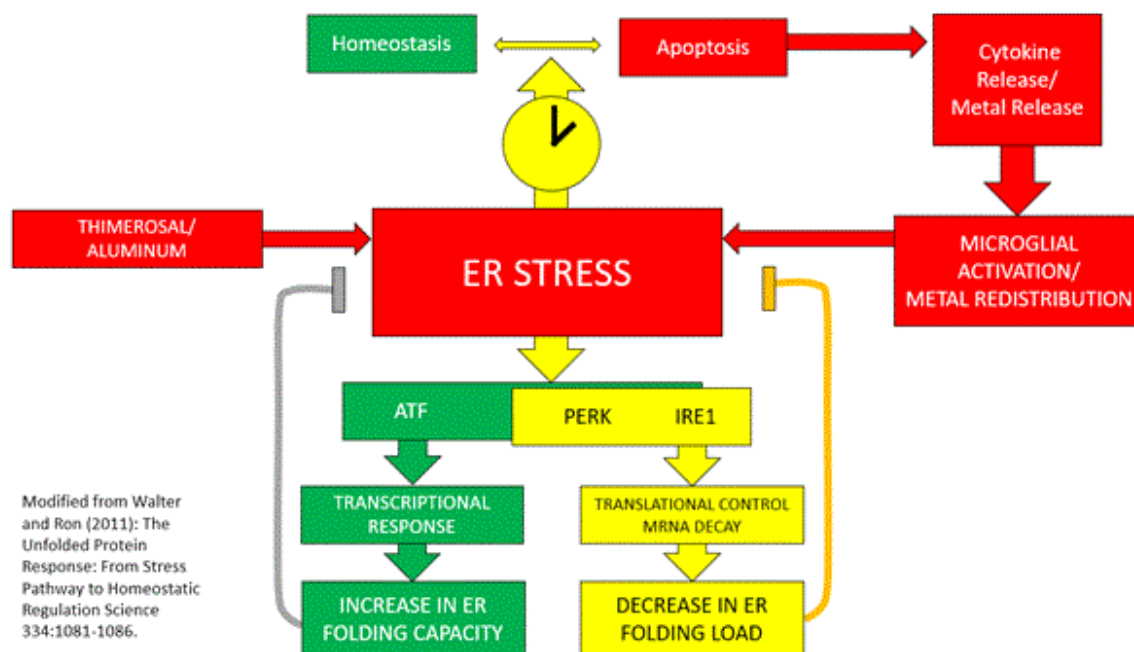 Homeostasis
Apoptosis
Cytokine
Release/
Metal Release
THIMEROSAL/
ALUMINUM
ER STRESS
MICROGLIAL
ACTIVATION/
METAL REDISTRIBUTION
ATF
PERK IRE1
TRANSCRIPTIONAL
RESPONSE
TRANSLATIONAL CONTROL
MRNA DECAY
INCREASE IN ER
FOLDING CAPACITY
DECREASE IN ER
FOLDING LOAD
Modified from Walter
and Ron (2011): The
Unfolded Protein
Response: From Stress
Pathway to Homeostatic
Regulation Science
334:1081-1086.